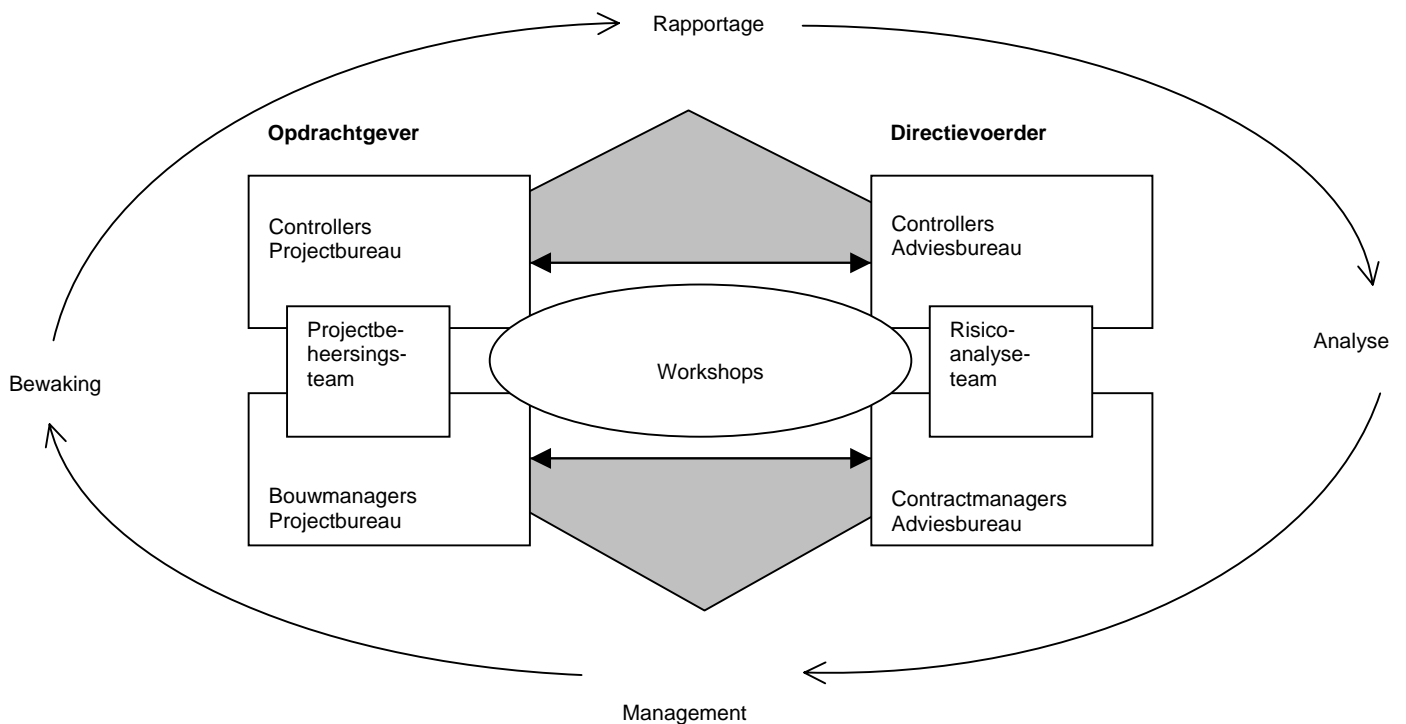 Rapportage
Opdrachtgever
Directievoerder
Controllers
Projectbureau
Controllers
Adviesbureau
Projectbe-
heersings-
team
Workshops
Risico-
analyse-
team
Analyse
Bewaking
Bouwmanagers
Projectbureau
Contractmanagers
Adviesbureau
Management